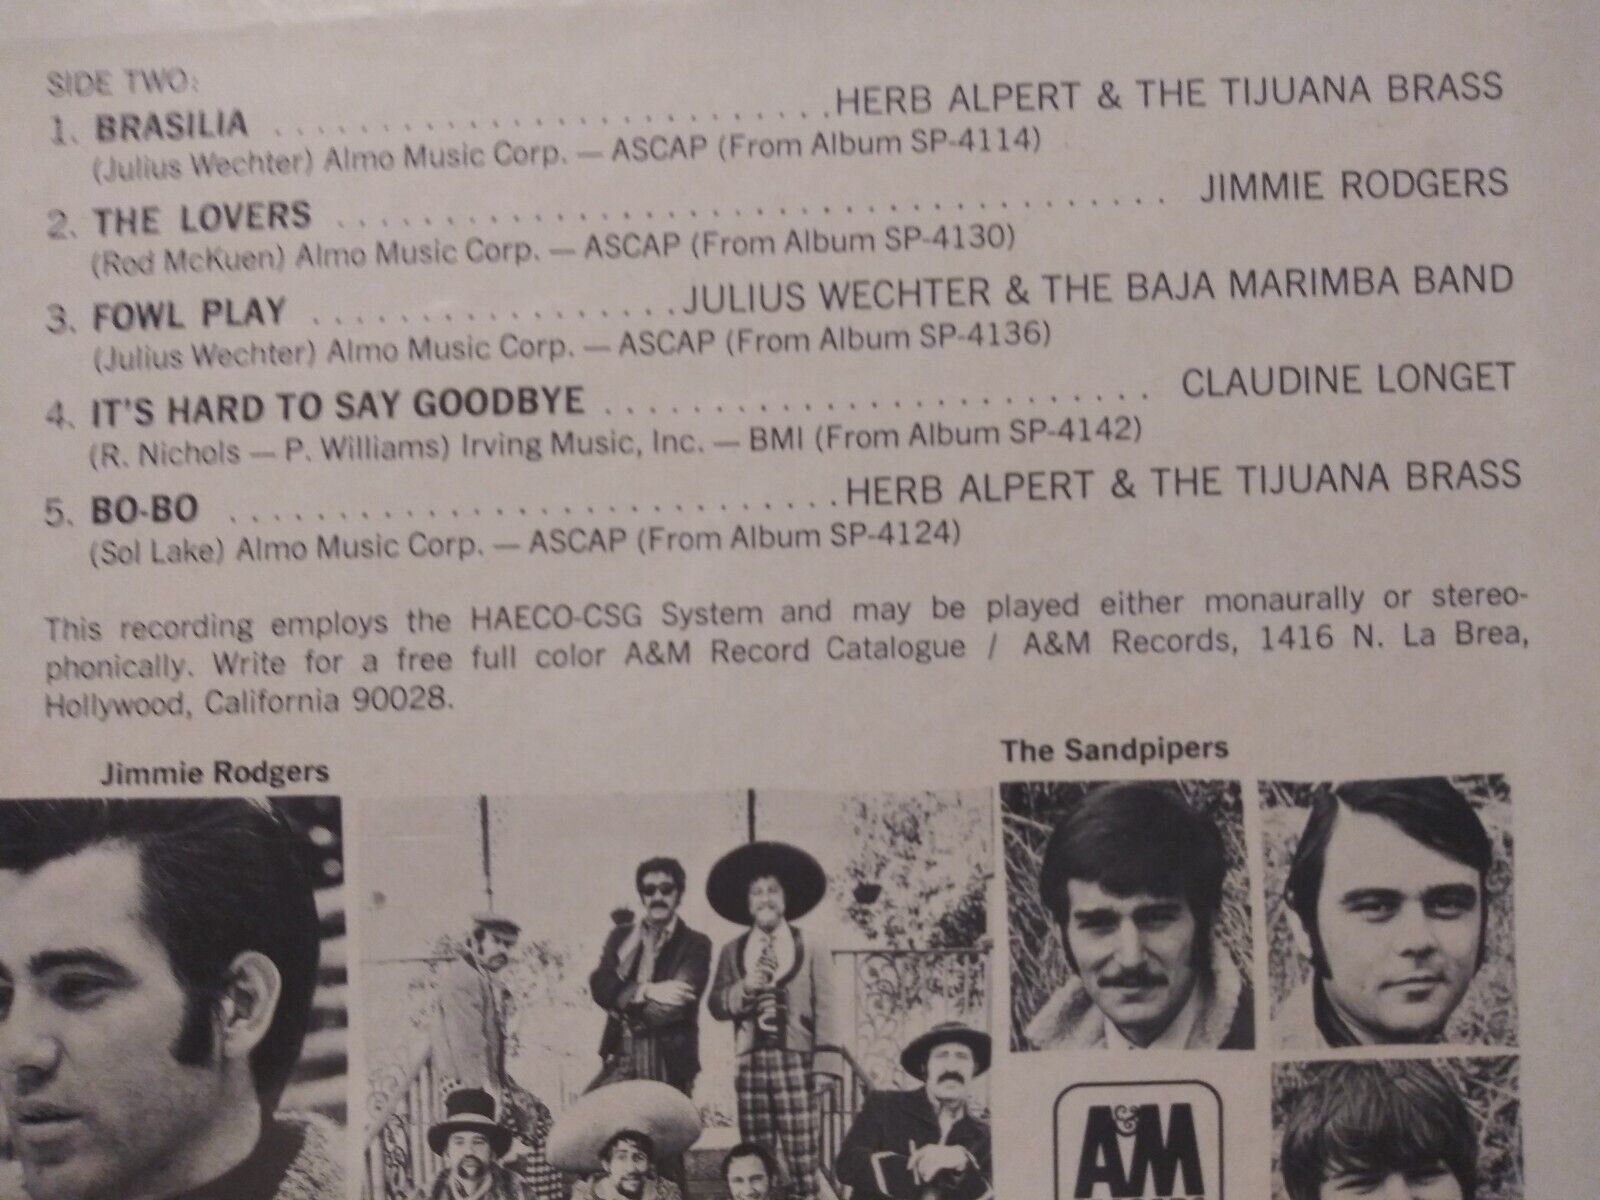 SIDE TWO:
1. BRASILIA ............................ HERB ALPERT & THE TIJUANA BRASS
(Julius Wechter) Almo Music Corp. — ASCAP (From Album SP-4114)
2. THE LOVERS ....................................... JIMMIE RODGERS
(Rod McKuen) Almo Music Corp. — ASCAP (From Album SP-4130)
3. FOWL PLAY ................. JULIUS WECHTER & THE BAJA MARIMBA BAND
(Julius Wechter) Almo Music Corp. — ASCAP (From Album SP-4136)
4. IT'S HARD TO SAY GOODBYE ......................... CLAUDINE LONGET
(R. Nichols — P. Williams) Irving Music, Inc. — BMI (From Album SP-4142)
5. BO-BO ............................. HERB ALPERT & THE TIJUANA BRASS
(Sol Lake) Almo Music Corp. — ASCAP (From Album SP-4124)
This recording employs the HAECO-CSG System and may be played either monaurally or stereo-
phonically. Write for a free full color A&M Record Catalogue / A&M Records, 1416 N. La Brea,
Hollywood, California 90028.
Jimmie Rodgers
The Sandpipers
A&M